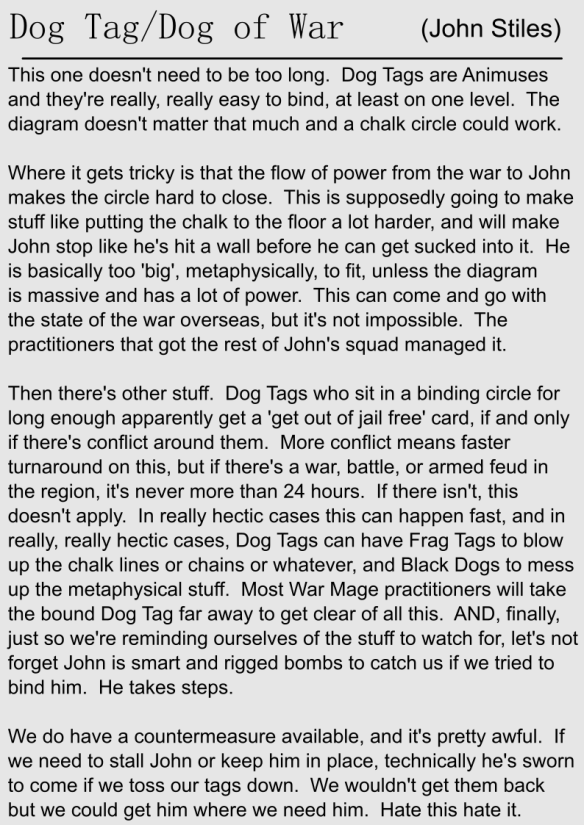 Dog Tag/Dog of War (John Stiles)
This one doesn't need to be too long.  Dog Tags are Animuses
and they're really, really easy to bind, at least on one level.  The
diagram doesn't matter that much and a chalk circle could work.
Where it gets tricky is that the flow of power from the war to John
makes the circle hard to close.  This is supposedly going to make
stuff like putting the chalk to the floor a lot harder, and will make
John stop like he's hit a wall before he can get sucked into it.  He
is basically too 'big', metaphysically, to fit, unless the diagram
is massive and has a lot of power.  This can come and go with
the state of the war overseas, but it's not impossible.  The
practitioners that got the rest of John's squad managed it.
Then there's other stuff.  Dog Tags who sit in a binding circle for
long enough apparently get a 'get out of jail free' card, if and only
if there's conflict around them.  More conflict means faster
turnaround on this, but if there's a war, battle, or armed feud in
the region, it's never more than 24 hours.  If there isn't, this
doesn't apply.  In really hectic cases this can happen fast, and in
really, really hectic cases, Dog Tags can have Frag Tags to blow
up the chalk lines or chains or whatever, and Black Dogs to mess
up the metaphysical stuff.  Most War Mage practitioners will take
the bound Dog Tag far away to get clear of all this.  AND, finally,
just so we're reminding ourselves of the stuff to watch for, let's not
forget John is smart and rigged bombs to catch us if we tried to
bind him.  He takes steps.
We do have a countermeasure available, and it's pretty awful.  If
we need to stall John or keep him in place, technically he's sworn
to come if we toss our tags down.  We wouldn't get them back
but we could get him where we need him.  Hate this hate it.